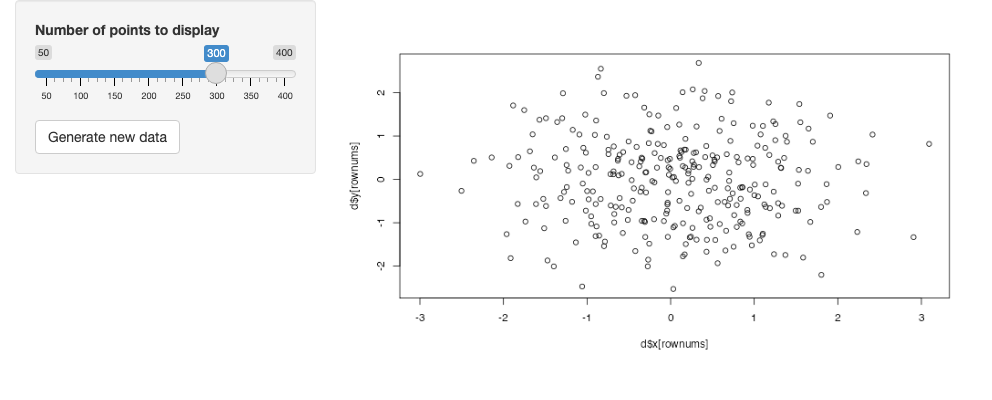 Number of points to display
50 300 400
50 100 150 200 250 300 350 400
Generate new data
d$y[rownums]
2
1
0
-1
-2
-3 -2 -1 0 1 2 3
d$x[rownums]